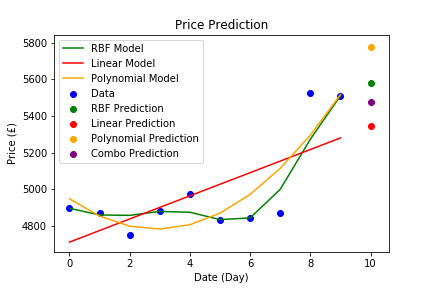 Price Prediction
5800
5600
5400
5200
5000
4800
Price (£)
RBF Model
Linear Model
Polynomial Model
Data
RBF Prediction
Linear Prediction
Polynomial Prediction
Combo Prediction
0 2 4 6 8 10
Date (Day)